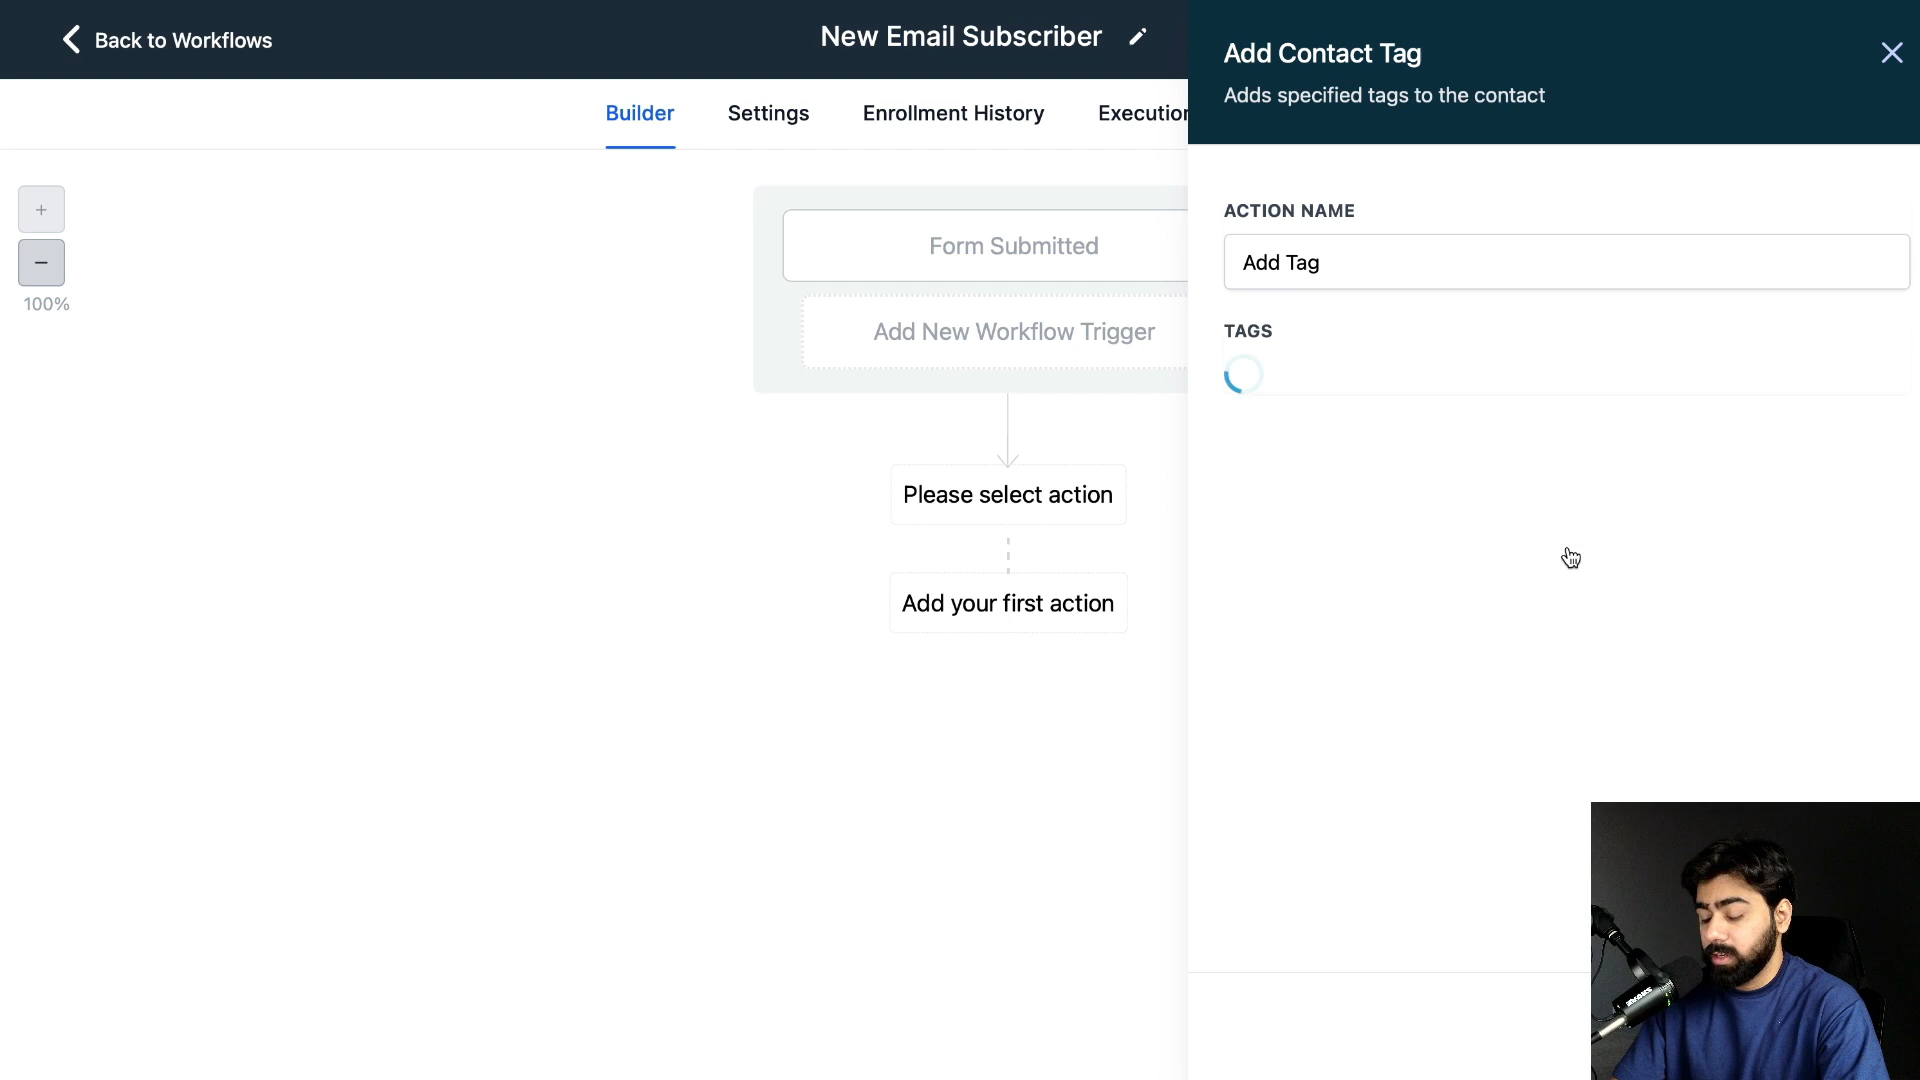 Back to Workflows
New Email Subscriber
Add Contact Tag
Adds specified tags to the contact
Builder
Settings
Enrollment History
Execution
+
−
100%
Form Submitted
Add New Workflow Trigger
Please select action
Add your first action
ACTION NAME
Add Tag
TAGS
SHURE